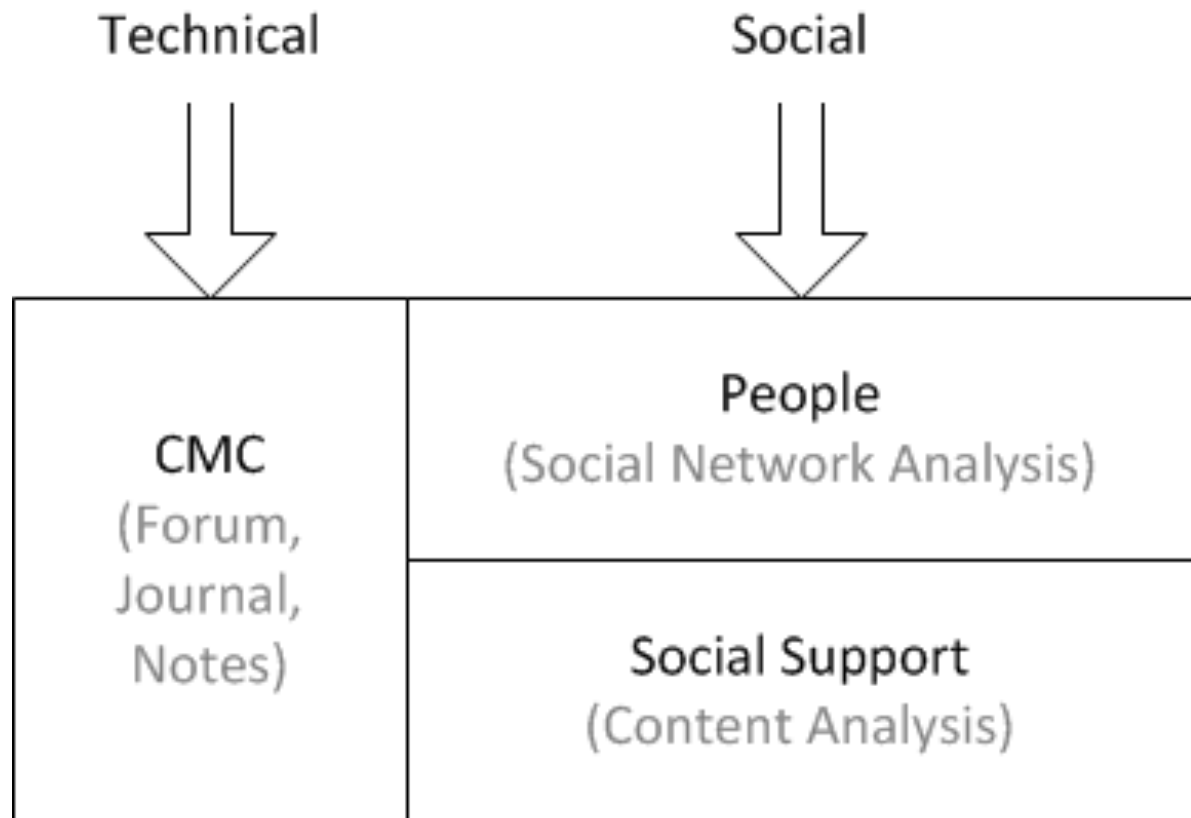 Technical
Social
CMC
(Forum,
Journal,
Notes)
People
(Social Network Analysis)
Social Support
(Content Analysis)